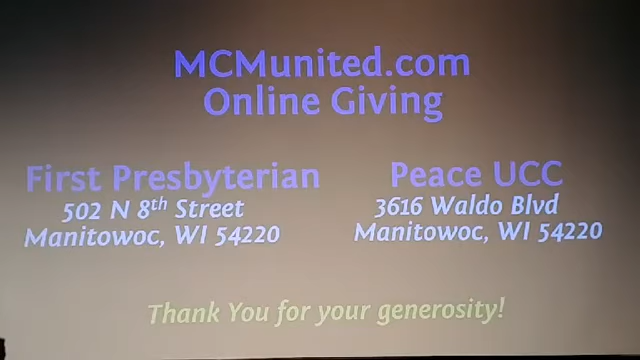 MCMunited.com
Online Giving
First Presbyterian
502 N 8th Street
Manitowoc, WI 54220
Peace UCC
3616 Waldo Blvd
Manitowoc, WI 54220
Thank You for your generosity!